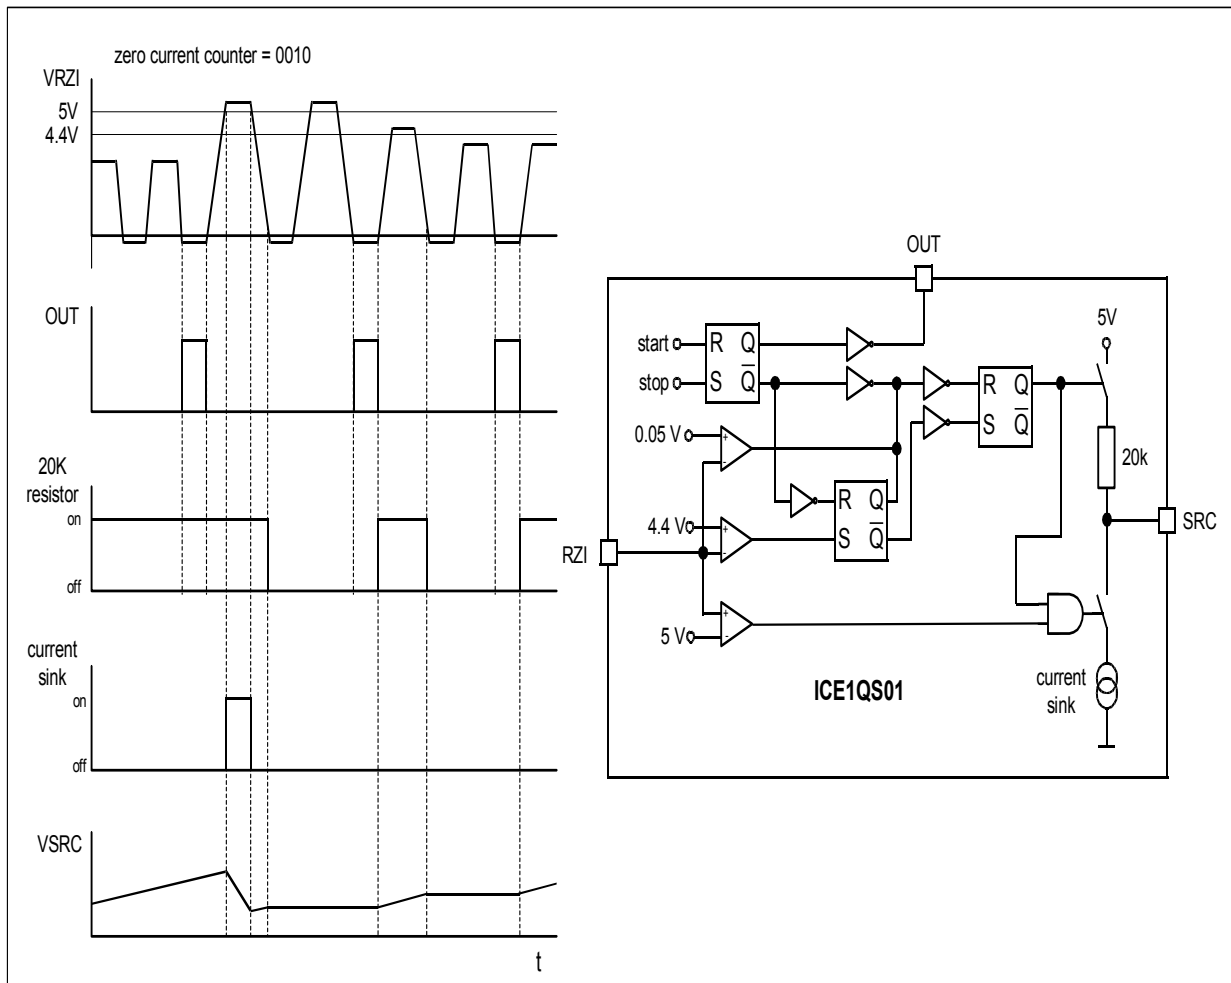 zero current counter = 0010
VRZI
5V
4.4V
OUT
20K
resistor
on
off
current
sink
on
off
VSRC
t
OUT
start
stop
R Q
S Q̅
R Q
S Q̅
5V
0.05 V
20k
R Q
S Q̅
4.4 V
SRC
RZI
5 V
ICE1QS01
current
sink